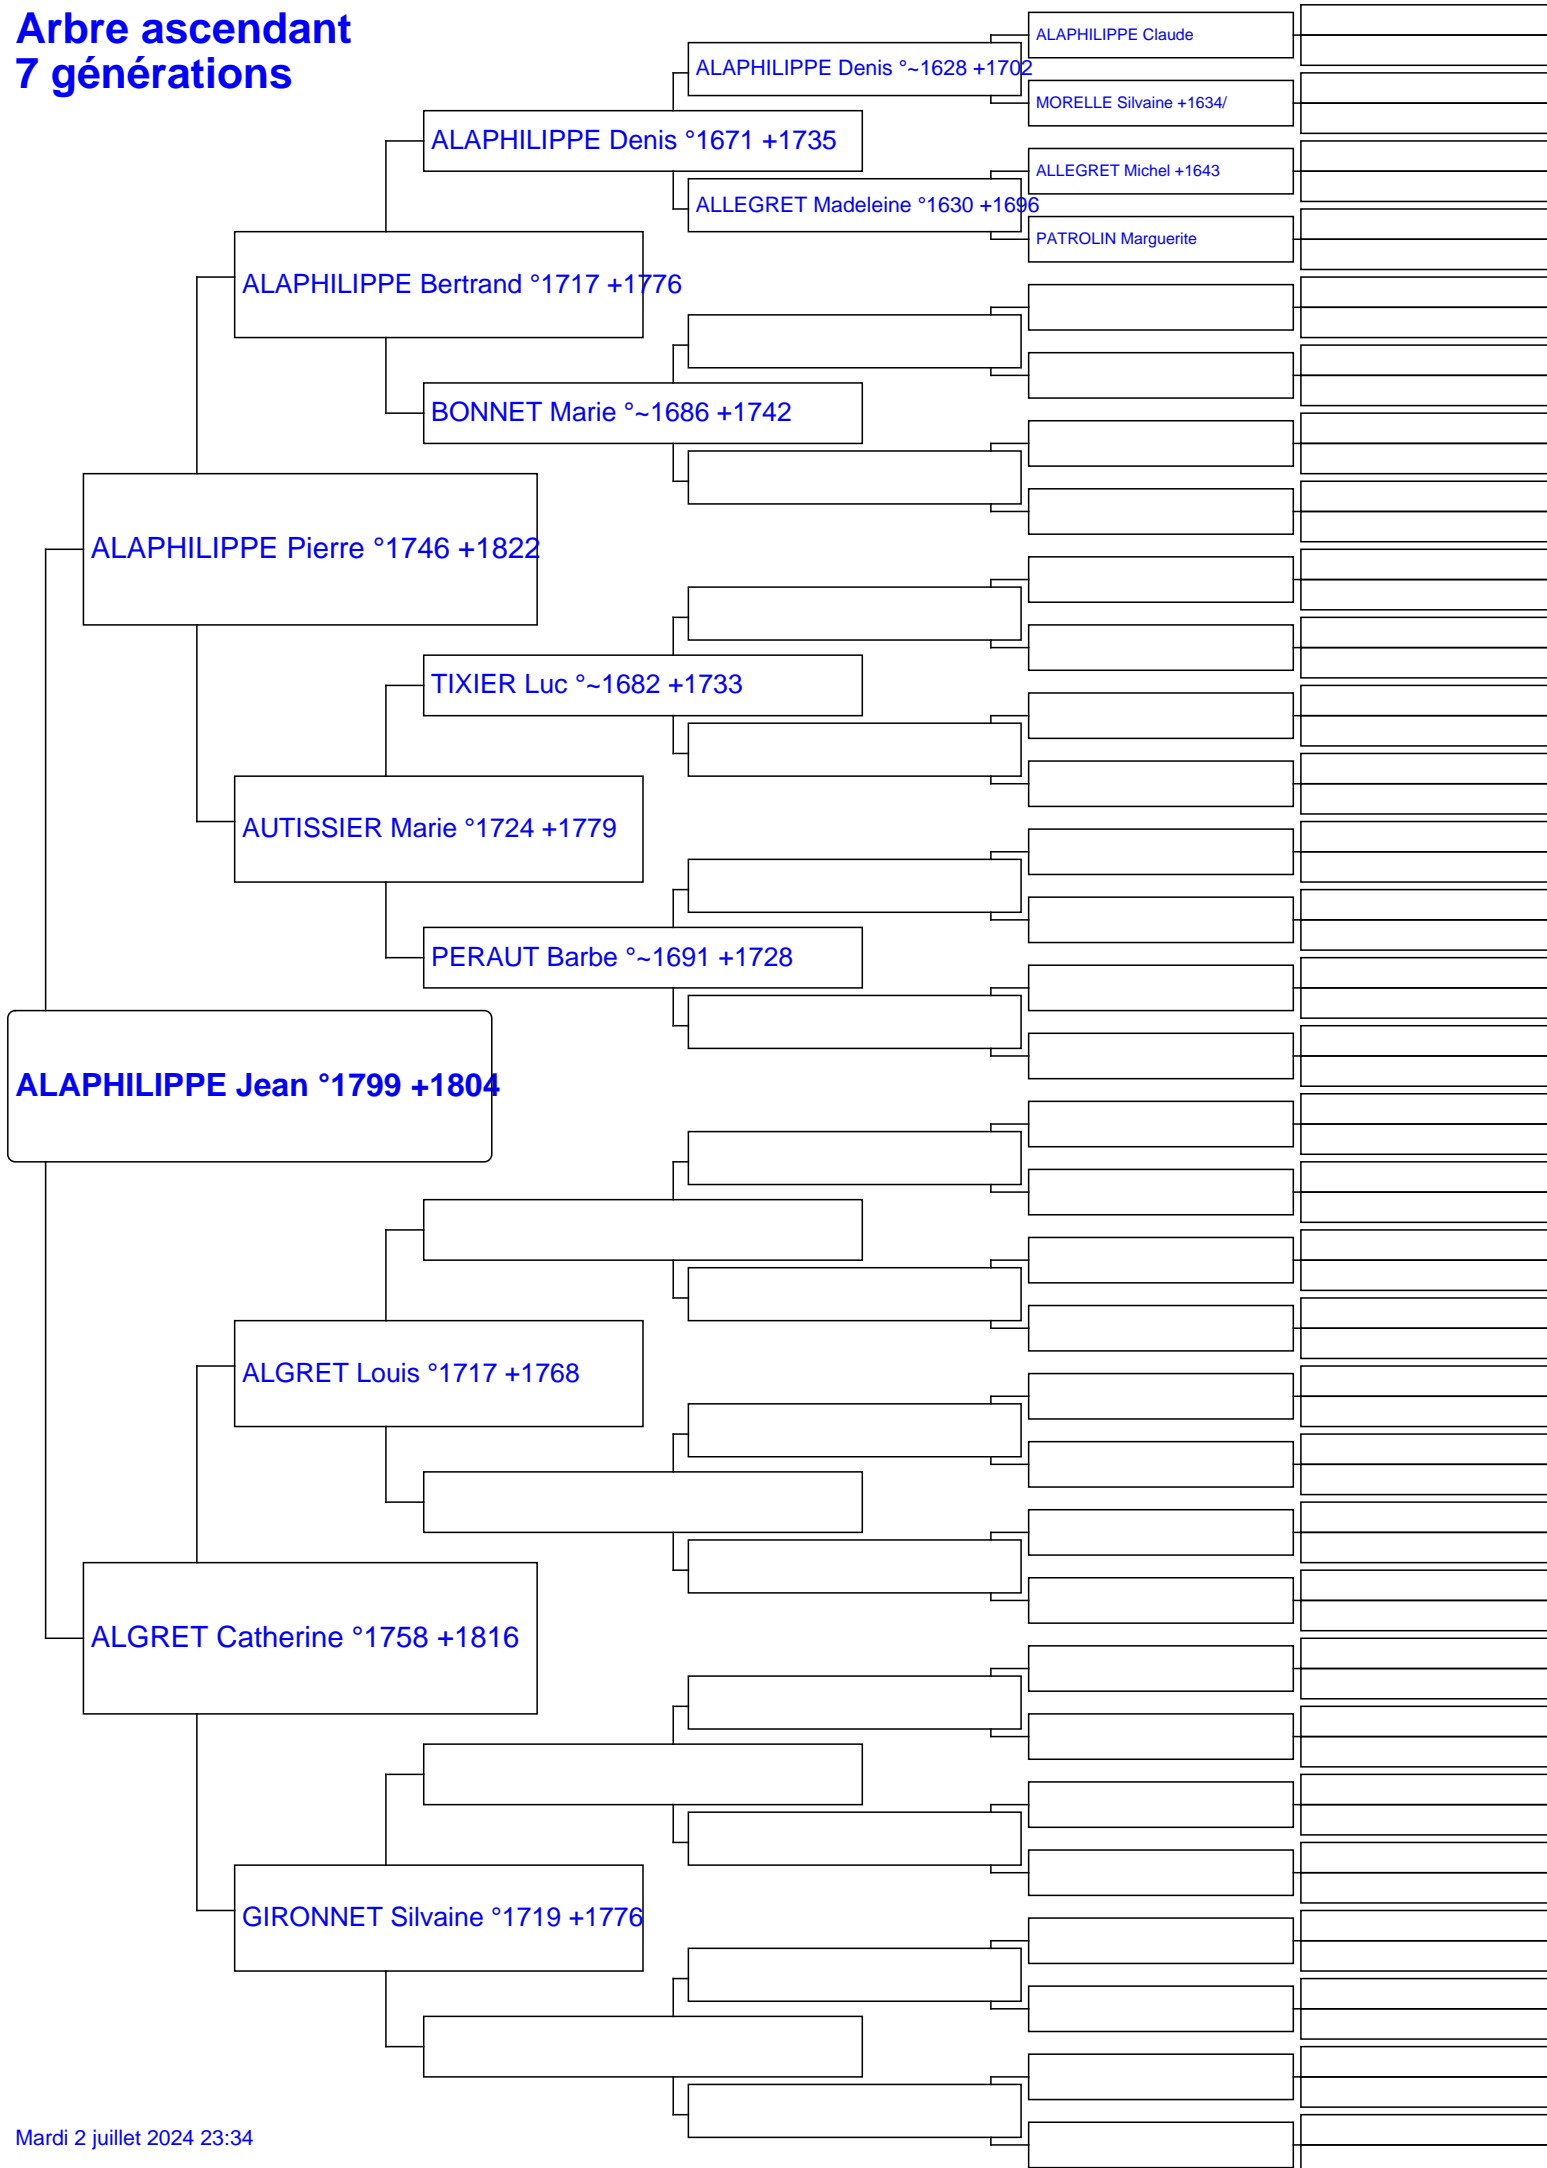 Arbre ascendant
7 générations
ALAPHILIPPE Claude
ALAPHILIPPE Denis °~1628 +1702
MORELLE Silvaine +1634/
ALAPHILIPPE Denis °1671 +1735
ALLEGRET Michel +1643
ALLEGRET Madeleine °1630 +1696
PATROLIN Marguerite
ALAPHILIPPE Bertrand °1717 +1776
BONNET Marie °~1686 +1742
ALAPHILIPPE Pierre °1746 +1822
TIXIER Luc °~1682 +1733
AUTISSIER Marie °1724 +1779
PERAUT Barbe °~1691 +1728
ALAPHILIPPE Jean °1799 +1804
ALGRET Louis °1717 +1768
ALGRET Catherine °1758 +1816
GIRONNET Silvaine °1719 +1776
Mardi 2 juillet 2024 23:34